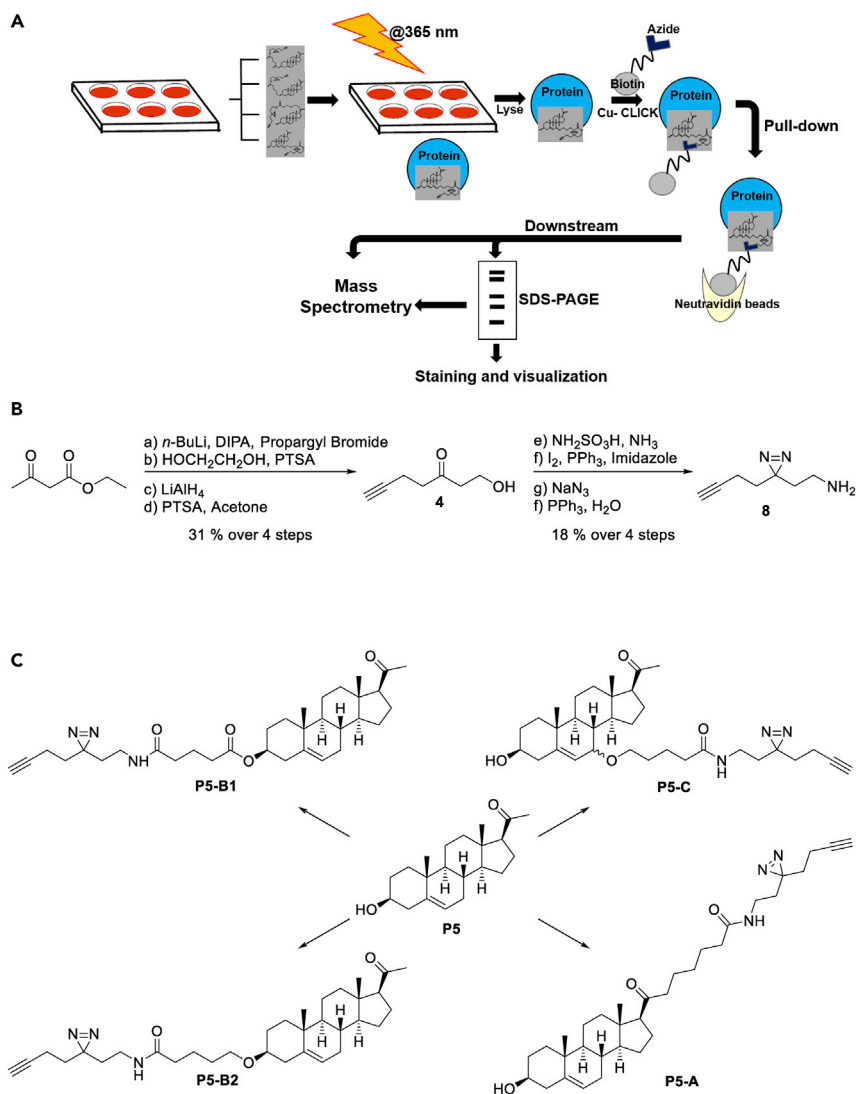 A
@365 nm
Azide
Biotin
Protein
Lyse
Cu- CLiCK
Protein
Protein
Pull-down
Protein
Downstream
Mass
Spectrometry
SDS-PAGE
Neutravidin beads
Staining and visualization
B
a) n-BuLi, DIPA, Propargyl Bromide
b) HOCH2CH2OH, PTSA
c) LiAlH4
d) PTSA, Acetone
31 % over 4 steps
O
O
O
O
OH
4
e) NH2SO3H, NH3
f) I2, PPh3, Imidazole
g) NaN3
f) PPh3, H2O
18 % over 4 steps
N=N
NH2
8
C
O
H
H
H
N=N
O
O
NH
O
P5-B1
O
H
H
H
HO
O
O
N
H
N=N
P5-C
O
H
H
H
HO
P5
O
H
H
H
N=N
O
N
H
O
P5-B2
N
N
O
N
H
O
H
H
H
HO
P5-A